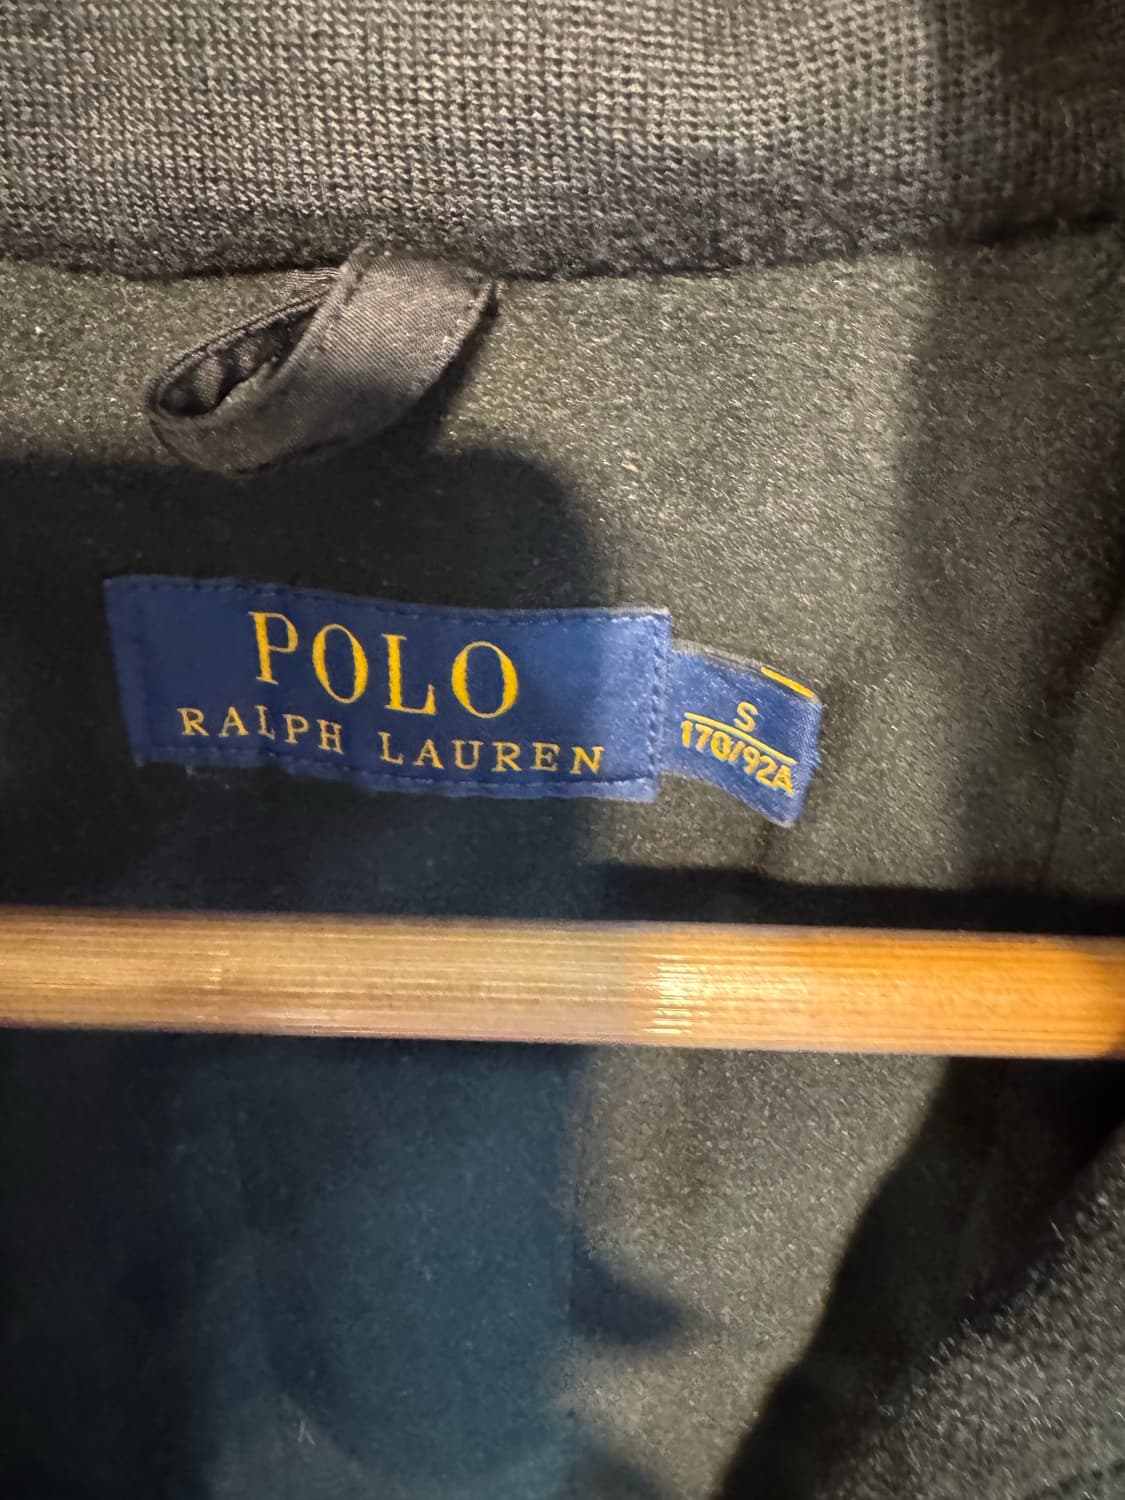 POLO
RALPH LAUREN
S
170/92A